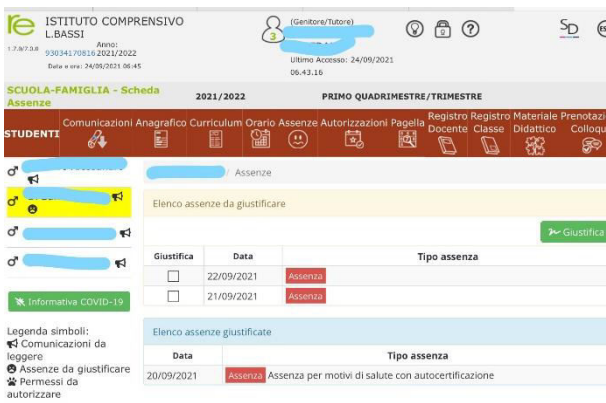 re ISTITUTO COMPRENSIVO
L.BASSI
1.7.0/7.3.8
Anno:
93034170816 2021/2022
Data e ora: 24/09/2021 06:45
3
(Genitore/Tutore)
Ultimo Accesso: 24/09/2021
06.43.16
SD
SCUOLA-FAMIGLIA - Scheda
Assenze
2021/2022
PRIMO QUADRIMESTRE/TRIMESTRE
STUDENTI
Comunicazioni Anagrafico Curriculum Orario Assenze Autorizzazioni Pagella
Registro Docente
Registro Classe
Materiale Didattico
Assenze
Elenco assenze da giustificare
Giustifica
Giustifica Data Tipo assenza
22/09/2021 Assenza
21/09/2021 Assenza
Informativa COVID-19
Legenda simboli:
Comunicazioni da
leggere
Assenze da giustificare
Permessi da
autorizzare
Elenco assenze giustificate
Data Tipo assenza
20/09/2021 Assenza Assenza per motivi di salute con autocertificazione